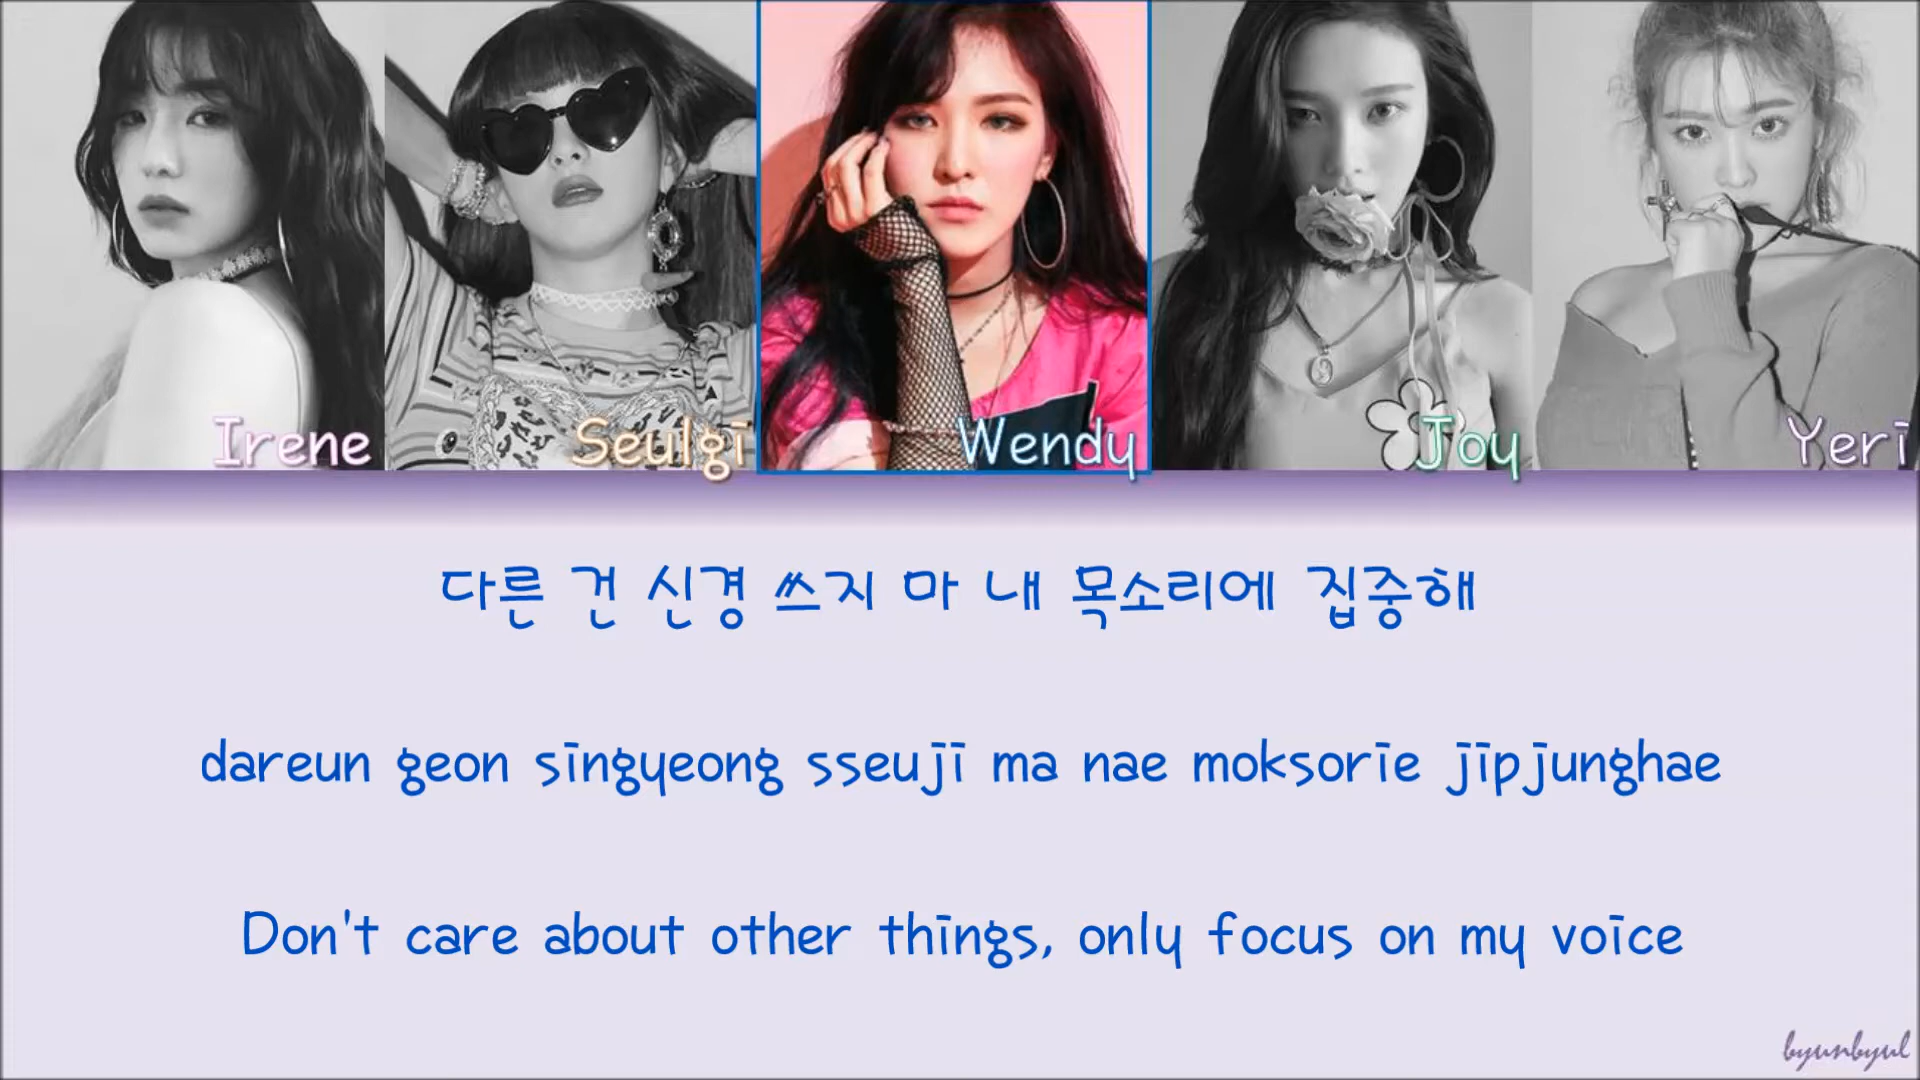 Irene
Seulgi
Wendy
Joy
Yeri
다른 건 신경 쓰지 마 내 목소리에 집중해
dareun geon singyeong sseuji ma nae moksorie jipjunghae
Don't care about other things, only focus on my voice
byunbyul